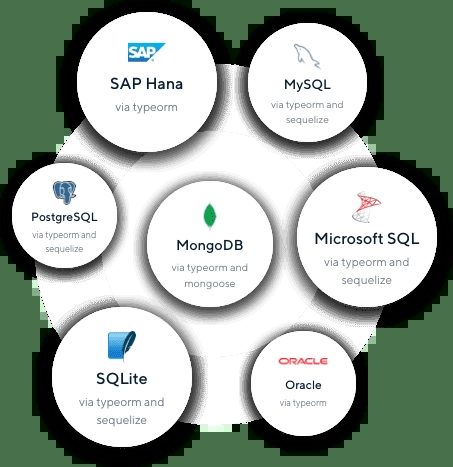 SAP
SAP Hana
via typeorm
MySQL
via typeorm and
sequelize
PostgreSQL
via typeorm and
sequelize
MongoDB
via typeorm and
mongoose
Microsoft SQL
via typeorm and
sequelize
SQLite
via typeorm and
sequelize
ORACLE
Oracle
via typeorm